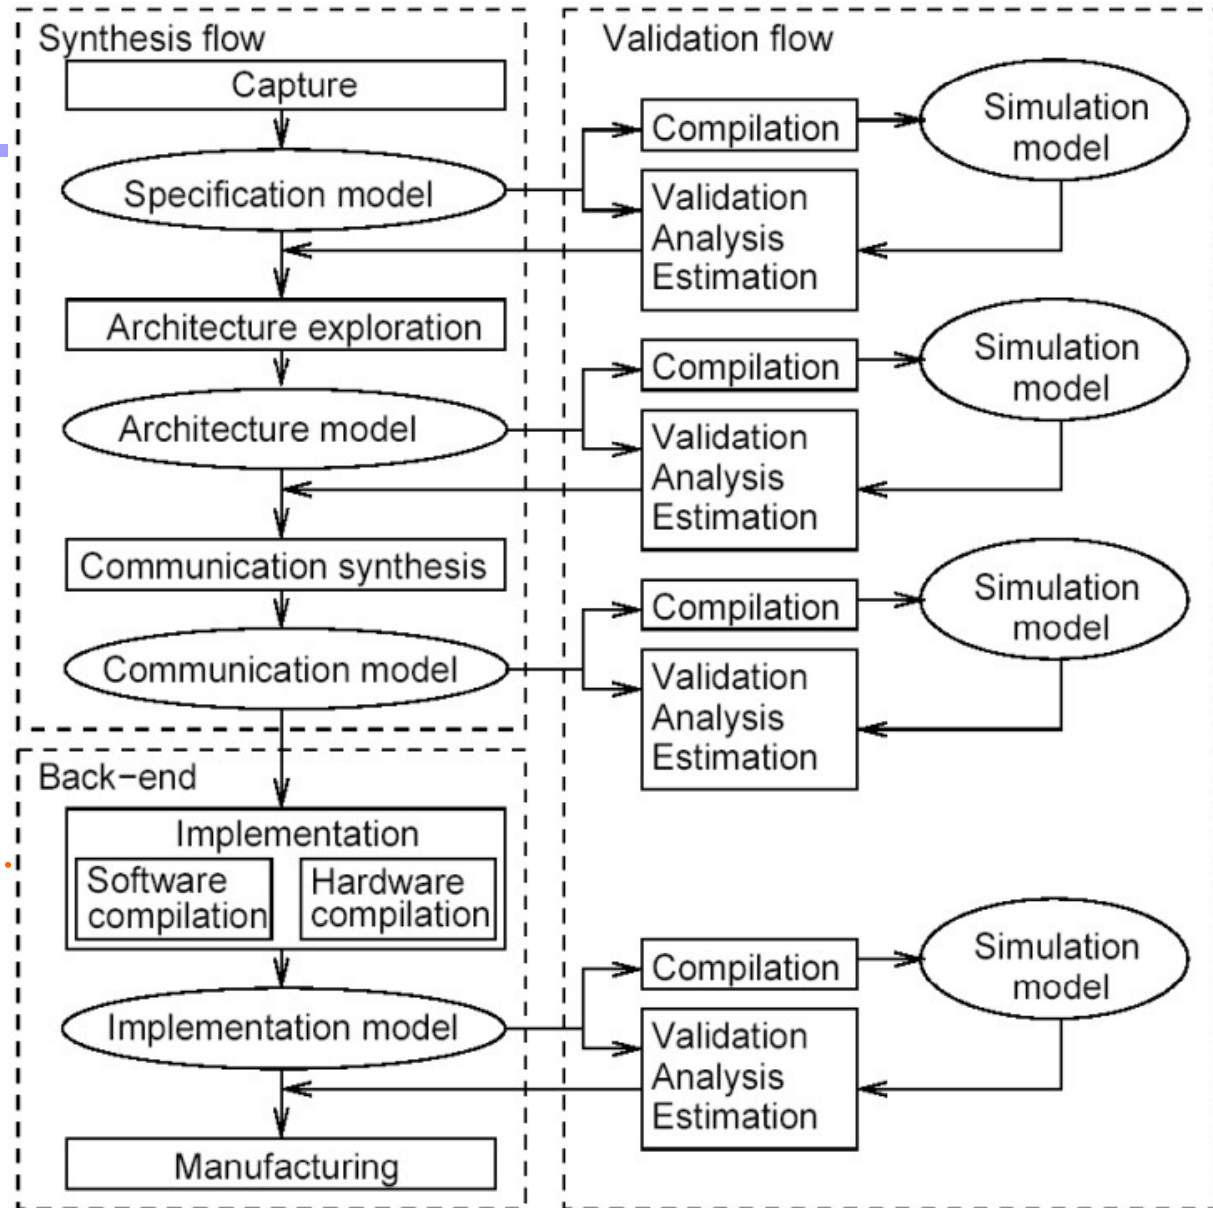 Synthesis flow
Capture
Specification model
Architecture exploration
Architecture model
Communication synthesis
Communication model
Back−end
Implementation
Software
compilation
Hardware
compilation
Implementation model
Manufacturing
Validation flow
Compilation
Simulation
model
Validation
Analysis
Estimation
Compilation
Simulation
model
Validation
Analysis
Estimation
Compilation
Simulation
model
Validation
Analysis
Estimation
Compilation
Simulation
model
Validation
Analysis
Estimation